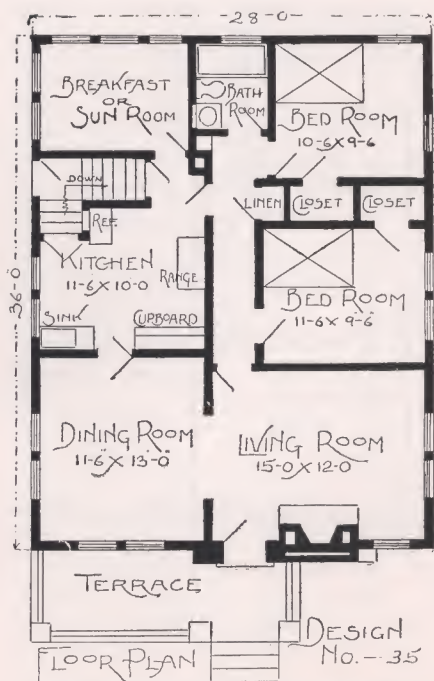 28-0
36-0
BREAKFAST
OR
SUN ROOM
BATH
ROOM
BED ROOM
10-6 X 9-6
DOWN
REF.
LINEN
CLOSET
CLOSET
KITCHEN
11-6 X 10-0
RANGE
BED ROOM
11-6 X 9-6
SINK
CUPBOARD
DINING ROOM
11-6 X 13-0
LIVING ROOM
15-0 X 12-0
TERRACE
FLOOR PLAN
DESIGN
NO. - 35